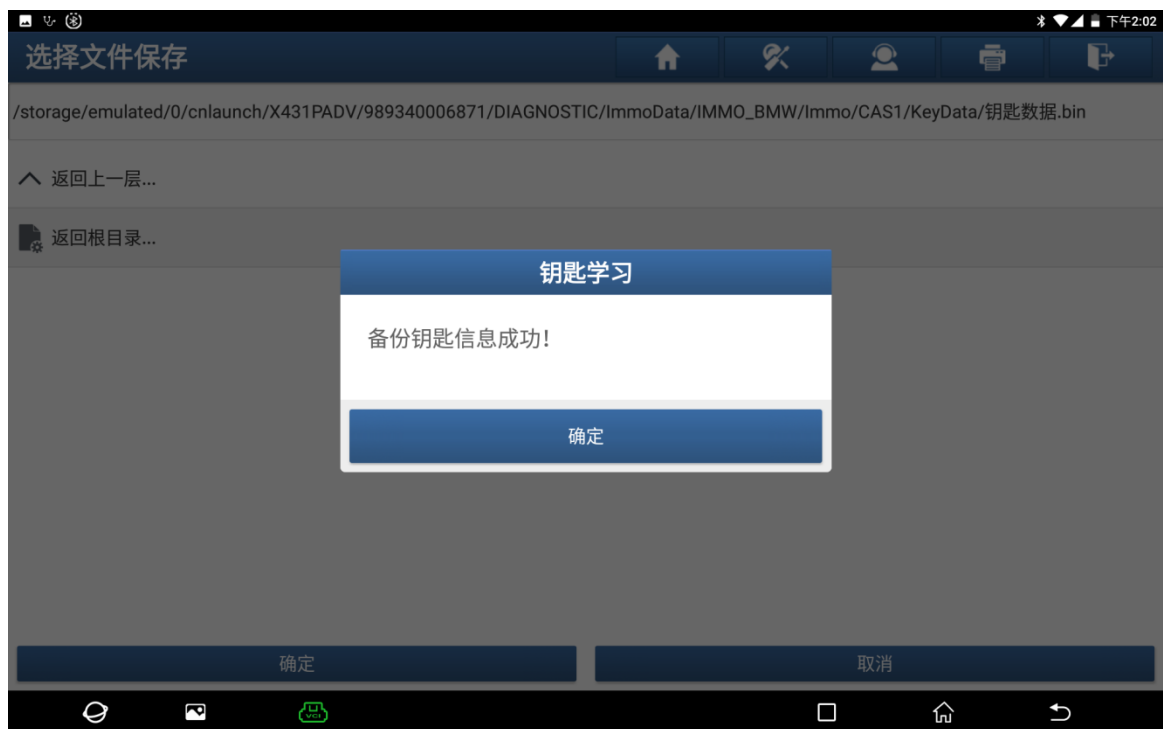 下午2:02
选择文件保存
/storage/emulated/0/cnlaunch/X431PADV/989340006871/DIAGNOSTIC/ImmoData/IMMO_BMW/Immo/CAS1/KeyData/钥匙数据.bin
返回上一层...
返回根目录...
钥匙学习
备份钥匙信息成功!
确定
确定
取消
VCI